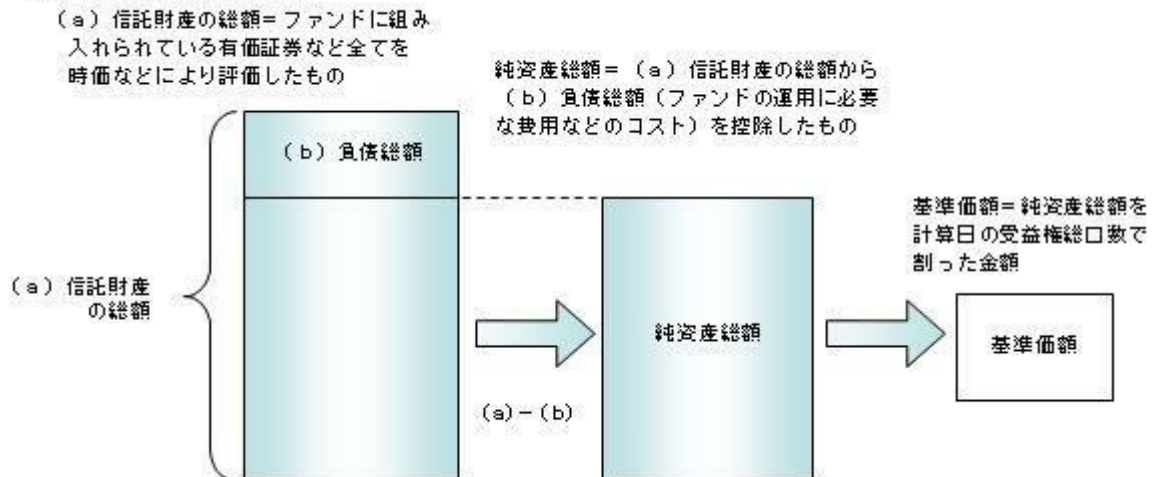 (a)信託財産の総額=ファンドに組み
入れられている有価証券など全てを
時価などにより評価したもの
純資産総額=(a)信託財産の総額から
(b)負債総額(ファンドの運用に必要
な費用などのコスト)を控除したもの
(b)負債総額
基準価額=純資産総額を
計算日の受益権総口数で
割った金額
(a)信託財産
の総額
純資産総額
基準価額
(a)-(b)